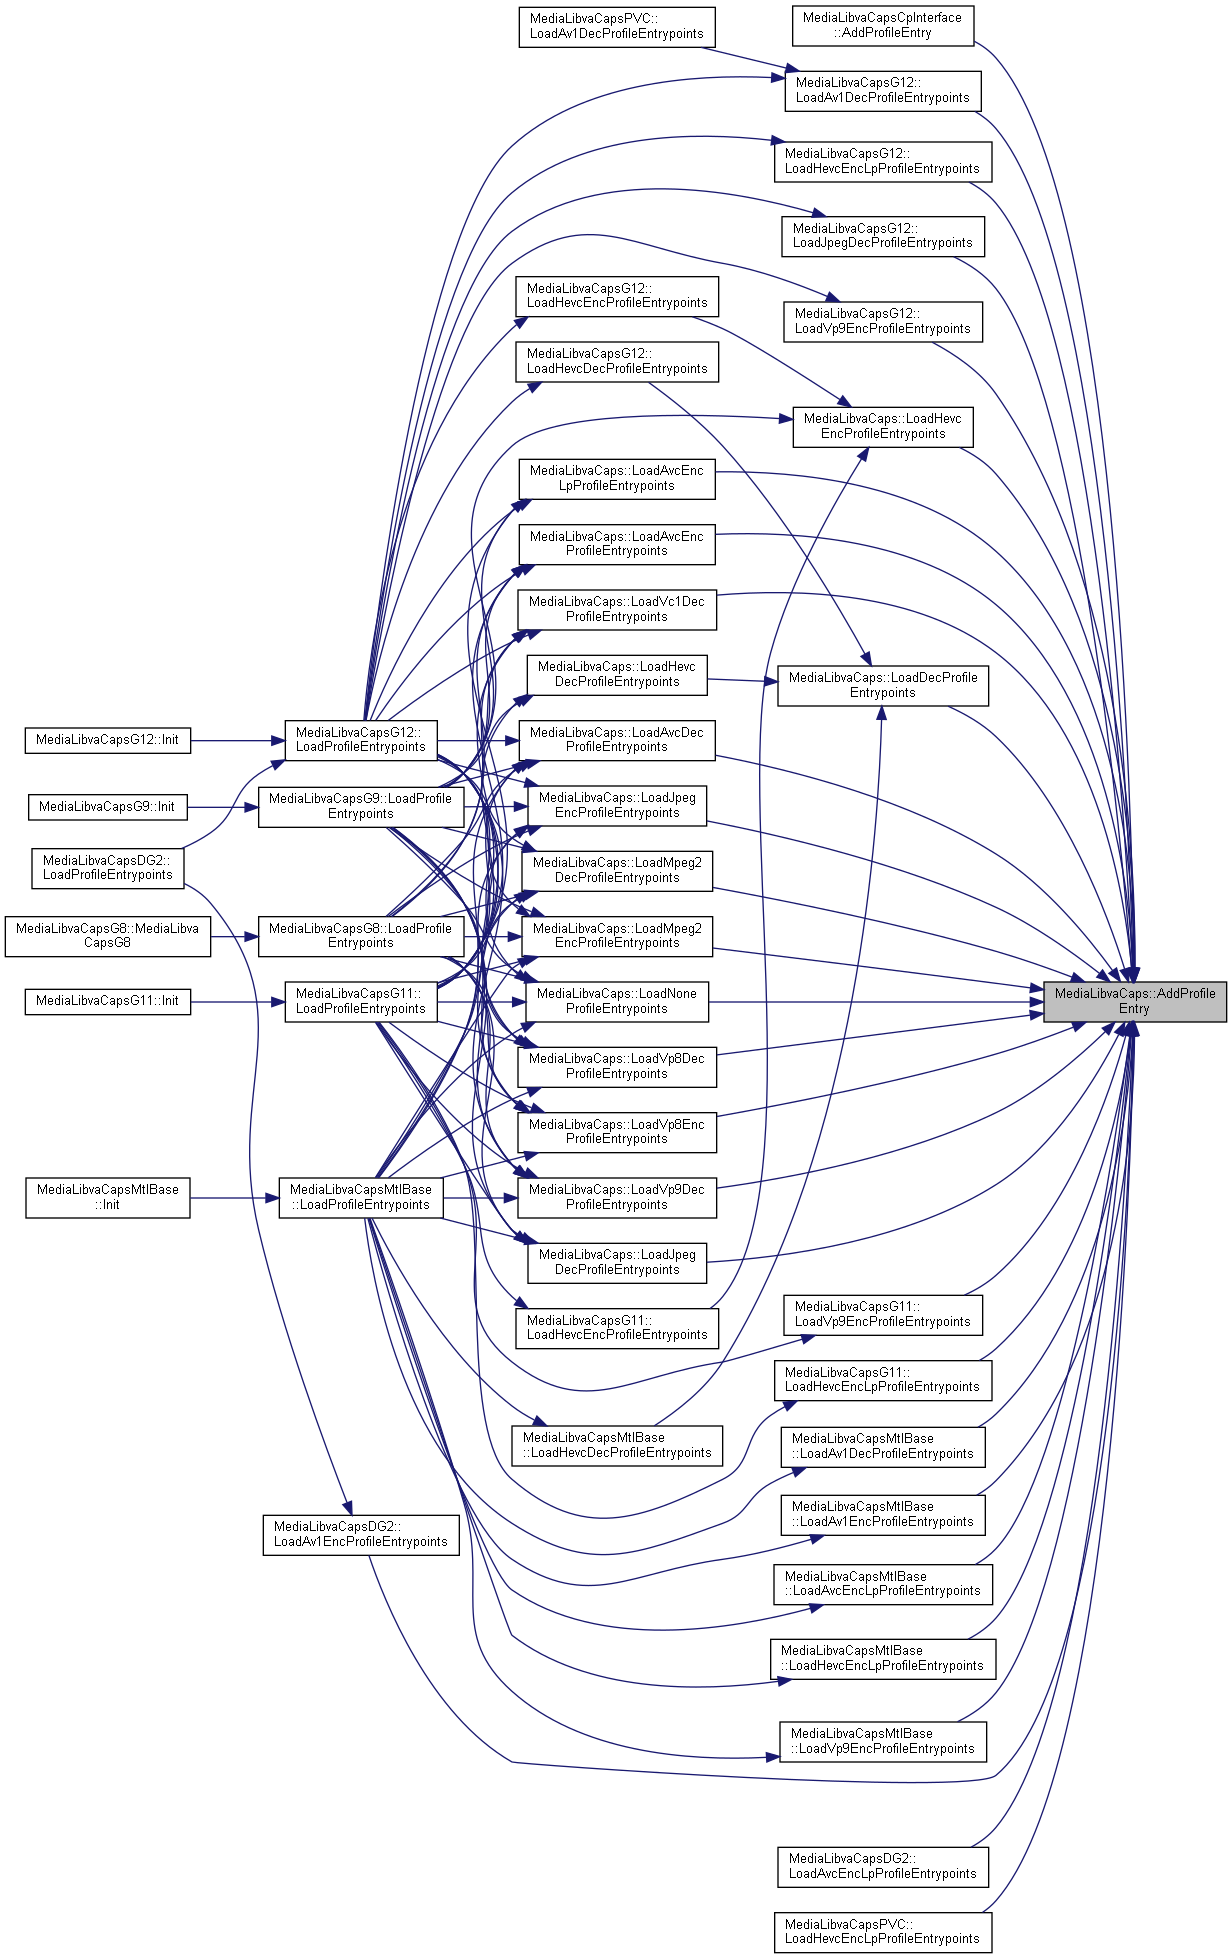 MediaLibvaCapsPVC::
LoadAv1DecProfileEntrypoints
MediaLibvaCapsCpInterface
::AddProfileEntry
MediaLibvaCapsG12::
LoadAv1DecProfileEntrypoints
MediaLibvaCapsG12::
LoadHevcEncLpProfileEntrypoints
MediaLibvaCapsG12::
LoadJpegDecProfileEntrypoints
MediaLibvaCapsG12::
LoadHevcEncProfileEntrypoints
MediaLibvaCapsG12::
LoadVp9EncProfileEntrypoints
MediaLibvaCapsG12::
LoadHevcDecProfileEntrypoints
MediaLibvaCaps::LoadHevc
EncProfileEntrypoints
MediaLibvaCaps::LoadAvcEnc
LpProfileEntrypoints
MediaLibvaCaps::LoadAvcEnc
ProfileEntrypoints
MediaLibvaCaps::LoadVc1Dec
ProfileEntrypoints
MediaLibvaCaps::LoadHevc
DecProfileEntrypoints
MediaLibvaCaps::LoadDecProfile
Entrypoints
MediaLibvaCapsG12::Init
MediaLibvaCapsG12::
LoadProfileEntrypoints
MediaLibvaCaps::LoadAvcDec
ProfileEntrypoints
MediaLibvaCapsG9::Init
MediaLibvaCapsG9::LoadProfile
Entrypoints
MediaLibvaCaps::LoadJpeg
EncProfileEntrypoints
MediaLibvaCapsDG2::
LoadProfileEntrypoints
MediaLibvaCaps::LoadMpeg2
DecProfileEntrypoints
MediaLibvaCapsG8::MediaLibva
CapsG8
MediaLibvaCapsG8::LoadProfile
Entrypoints
MediaLibvaCaps::LoadMpeg2
EncProfileEntrypoints
MediaLibvaCapsG11::Init
MediaLibvaCapsG11::
LoadProfileEntrypoints
MediaLibvaCaps::LoadNone
ProfileEntrypoints
MediaLibvaCaps::AddProfile
Entry
MediaLibvaCaps::LoadVp8Dec
ProfileEntrypoints
MediaLibvaCaps::LoadVp8Enc
ProfileEntrypoints
MediaLibvaCapsMtlBase
::Init
MediaLibvaCapsMtlBase
::LoadProfileEntrypoints
MediaLibvaCaps::LoadVp9Dec
ProfileEntrypoints
MediaLibvaCaps::LoadJpeg
DecProfileEntrypoints
MediaLibvaCapsG11::
LoadVp9EncProfileEntrypoints
MediaLibvaCapsG11::
LoadHevcEncProfileEntrypoints
MediaLibvaCapsG11::
LoadHevcEncLpProfileEntrypoints
MediaLibvaCapsMtlBase
::LoadHevcDecProfileEntrypoints
MediaLibvaCapsMtlBase
::LoadAv1DecProfileEntrypoints
MediaLibvaCapsMtlBase
::LoadAv1EncProfileEntrypoints
MediaLibvaCapsDG2::
LoadAv1EncProfileEntrypoints
MediaLibvaCapsMtlBase
::LoadAvcEncLpProfileEntrypoints
MediaLibvaCapsMtlBase
::LoadHevcEncLpProfileEntrypoints
MediaLibvaCapsMtlBase
::LoadVp9EncProfileEntrypoints
MediaLibvaCapsDG2::
LoadAvcEncLpProfileEntrypoints
MediaLibvaCapsPVC::
LoadHevcEncLpProfileEntrypoints